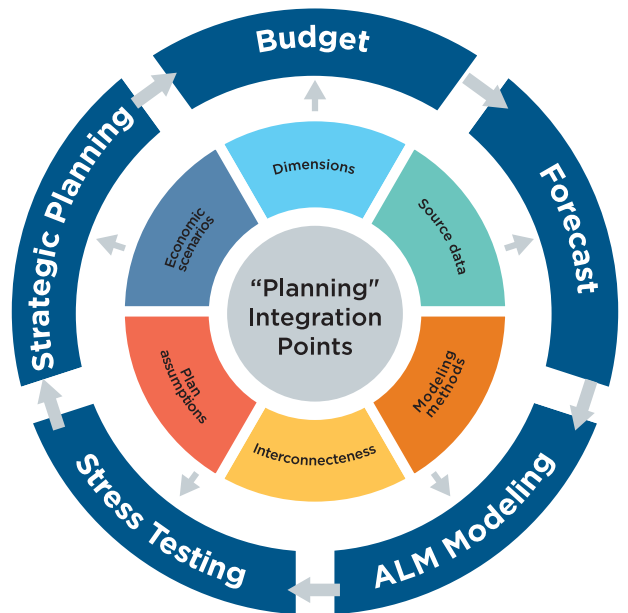 Budget
Forecast
ALM Modeling
Stress Testing
Strategic Planning
Dimensions
Source data
Modeling
methods
Interconnecteness
Plan
assumptions
Economic
scenarios
“Planning"
Integration
Points